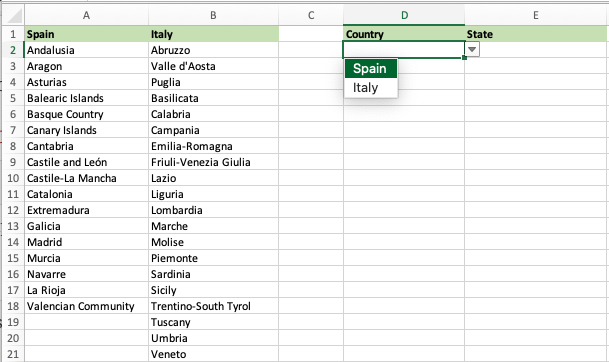 A B C D E
1 Spain Italy Country State
2 Andalusia Abruzzo
3 Aragon Valle d'Aosta Spain
4 Asturias Puglia Italy
5 Balearic Islands Basilicata
6 Basque Country Calabria
7 Canary Islands Campania
8 Cantabria Emilia-Romagna
9 Castile and León Friuli-Venezia Giulia
10 Castile-La Mancha Lazio
11 Catalonia Liguria
12 Extremadura Lombardia
13 Galicia Marche
14 Madrid Molise
15 Murcia Piemonte
16 Navarre Sardinia
17 La Rioja Sicily
18 Valencian Community Trentino-South Tyrol
19 Tuscany
20 Umbria
21 Veneto